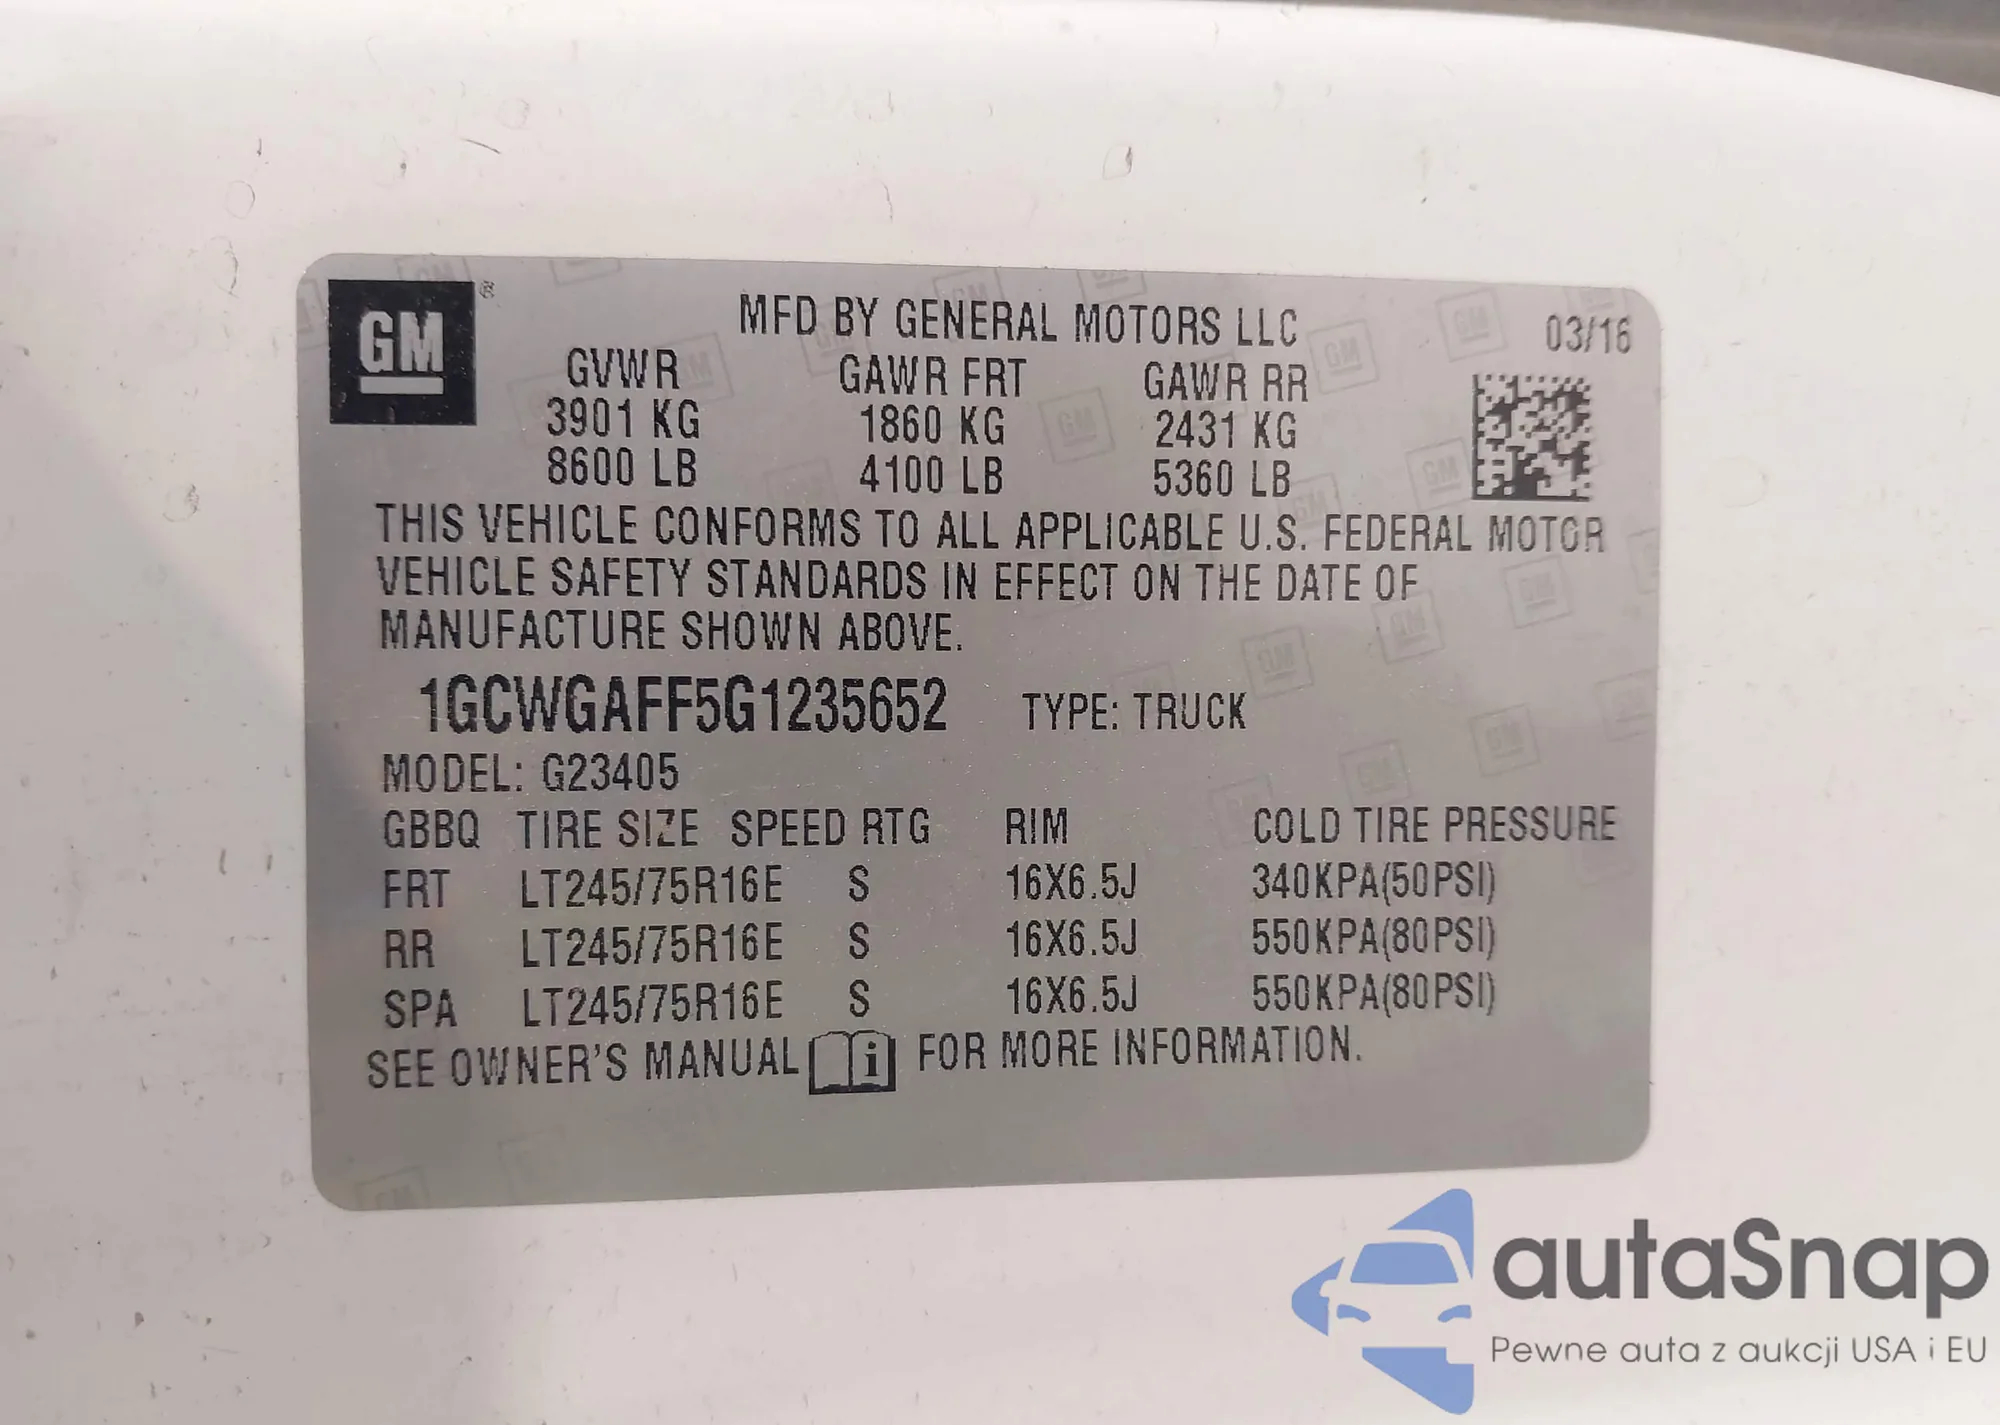 GM ®
MFD BY GENERAL MOTORS LLC 03/16
GVWR GAWR FRT GAWR RR
3901 KG 1860 KG 2431 KG
8600 LB 4100 LB 5360 LB
THIS VEHICLE CONFORMS TO ALL APPLICABLE U.S. FEDERAL MOTOR
VEHICLE SAFETY STANDARDS IN EFFECT ON THE DATE OF
MANUFACTURE SHOWN ABOVE.
1GCWGAFF5G1235652 TYPE: TRUCK
MODEL: G23405
GBBQ TIRE SIZE SPEED RTG RIM COLD TIRE PRESSURE
FRT LT245/75R16E S 16X6.5J 340KPA(50PSI)
RR LT245/75R16E S 16X6.5J 550KPA(80PSI)
SPA LT245/75R16E S 16X6.5J 550KPA(80PSI)
SEE OWNER'S MANUAL i FOR MORE INFORMATION.
autaSnap
Pewne auta z aukcji USA i EU